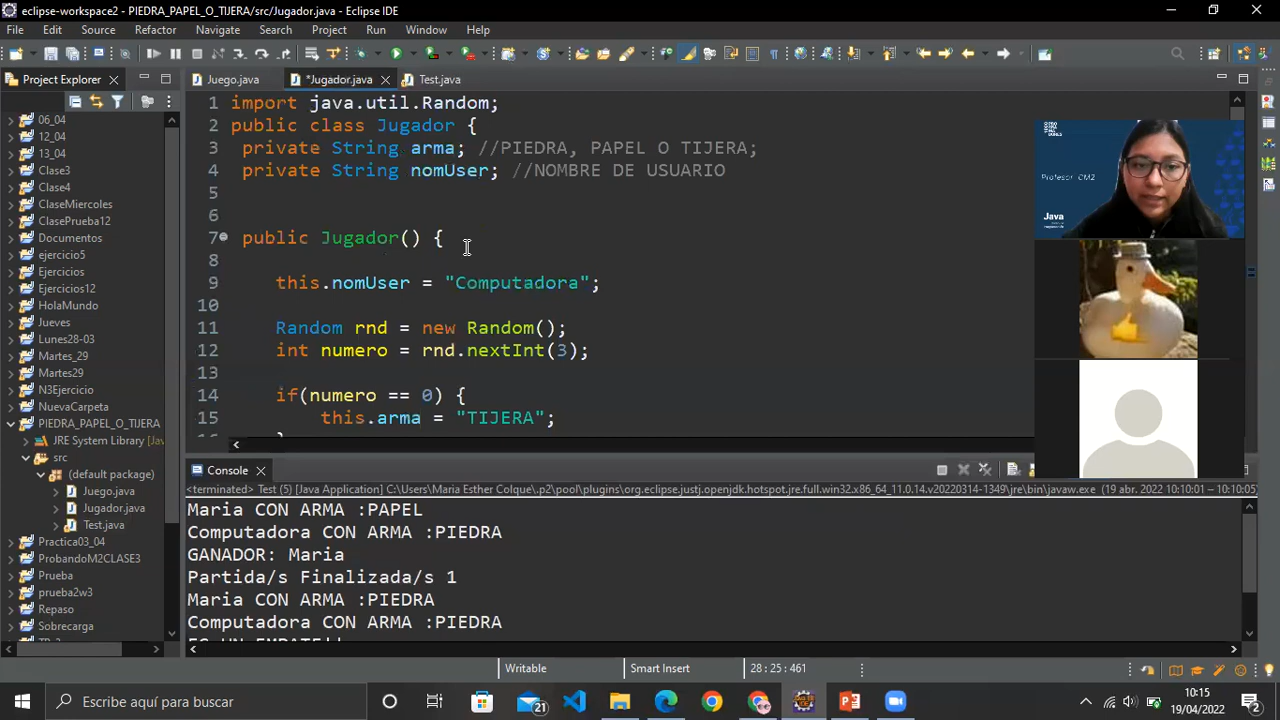 eclipse-workspace2 - PIEDRA_PAPEL_O_TIJERA/src/Jugador.java - Eclipse IDE
File Edit Source Refactor Navigate Search Project Run Window Help
Project Explorer
Juego.java
*Jugador.java
Test.java
06_04
12_04
13_04
Clase3
Clase4
ClaseMiercoles
ClasePrueba12
Documentos
ejercicio5
Ejercicios
Ejercicios12
HolaMundo
Jueves
Lunes28-03
Martes_29
Martes29
N3Ejercicio
NuevaCarpeta
PIEDRA_PAPEL_O_TIJERA
JRE System Library [Jav
src
(default package)
Juego.java
Jugador.java
Test.java
Practica03_04
ProbandoM2CLASE3
Prueba
prueba2w3
Repaso
Sobrecarga
1 import java.util.Random;
2 public class Jugador {
3 private String arma; //PIEDRA, PAPEL O TIJERA;
4 private String nomUser; //NOMBRE DE USUARIO
5
6
7 public Jugador() {
8
9 this.nomUser = "Computadora";
10
11 Random rnd = new Random();
12 int numero = rnd.nextInt(3);
13
14 if(numero == 0) {
15 this.arma = "TIJERA";
16 }
Profesor CM2
Java
Console
<terminated> Test (5) [Java Application] C:\Users\Maria Esther Colque\.p2\pool\plugins\org.eclipse.justj.openjdk.hotspot.jre.full.win32.x86_64_11.0.14.v20220314-1349\jre\bin\javaw.exe (19 abr. 2022 10:10:01 – 10:10:05)
Maria CON ARMA :PAPEL
Computadora CON ARMA :PIEDRA
GANADOR: Maria
Partida/s Finalizada/s 1
Maria CON ARMA :PIEDRA
Computadora CON ARMA :PIEDRA
ES UN EMPATE!!
Writable
Smart Insert
28 : 25 : 461
Escribe aquí para buscar
21
10:15
19/04/2022
2